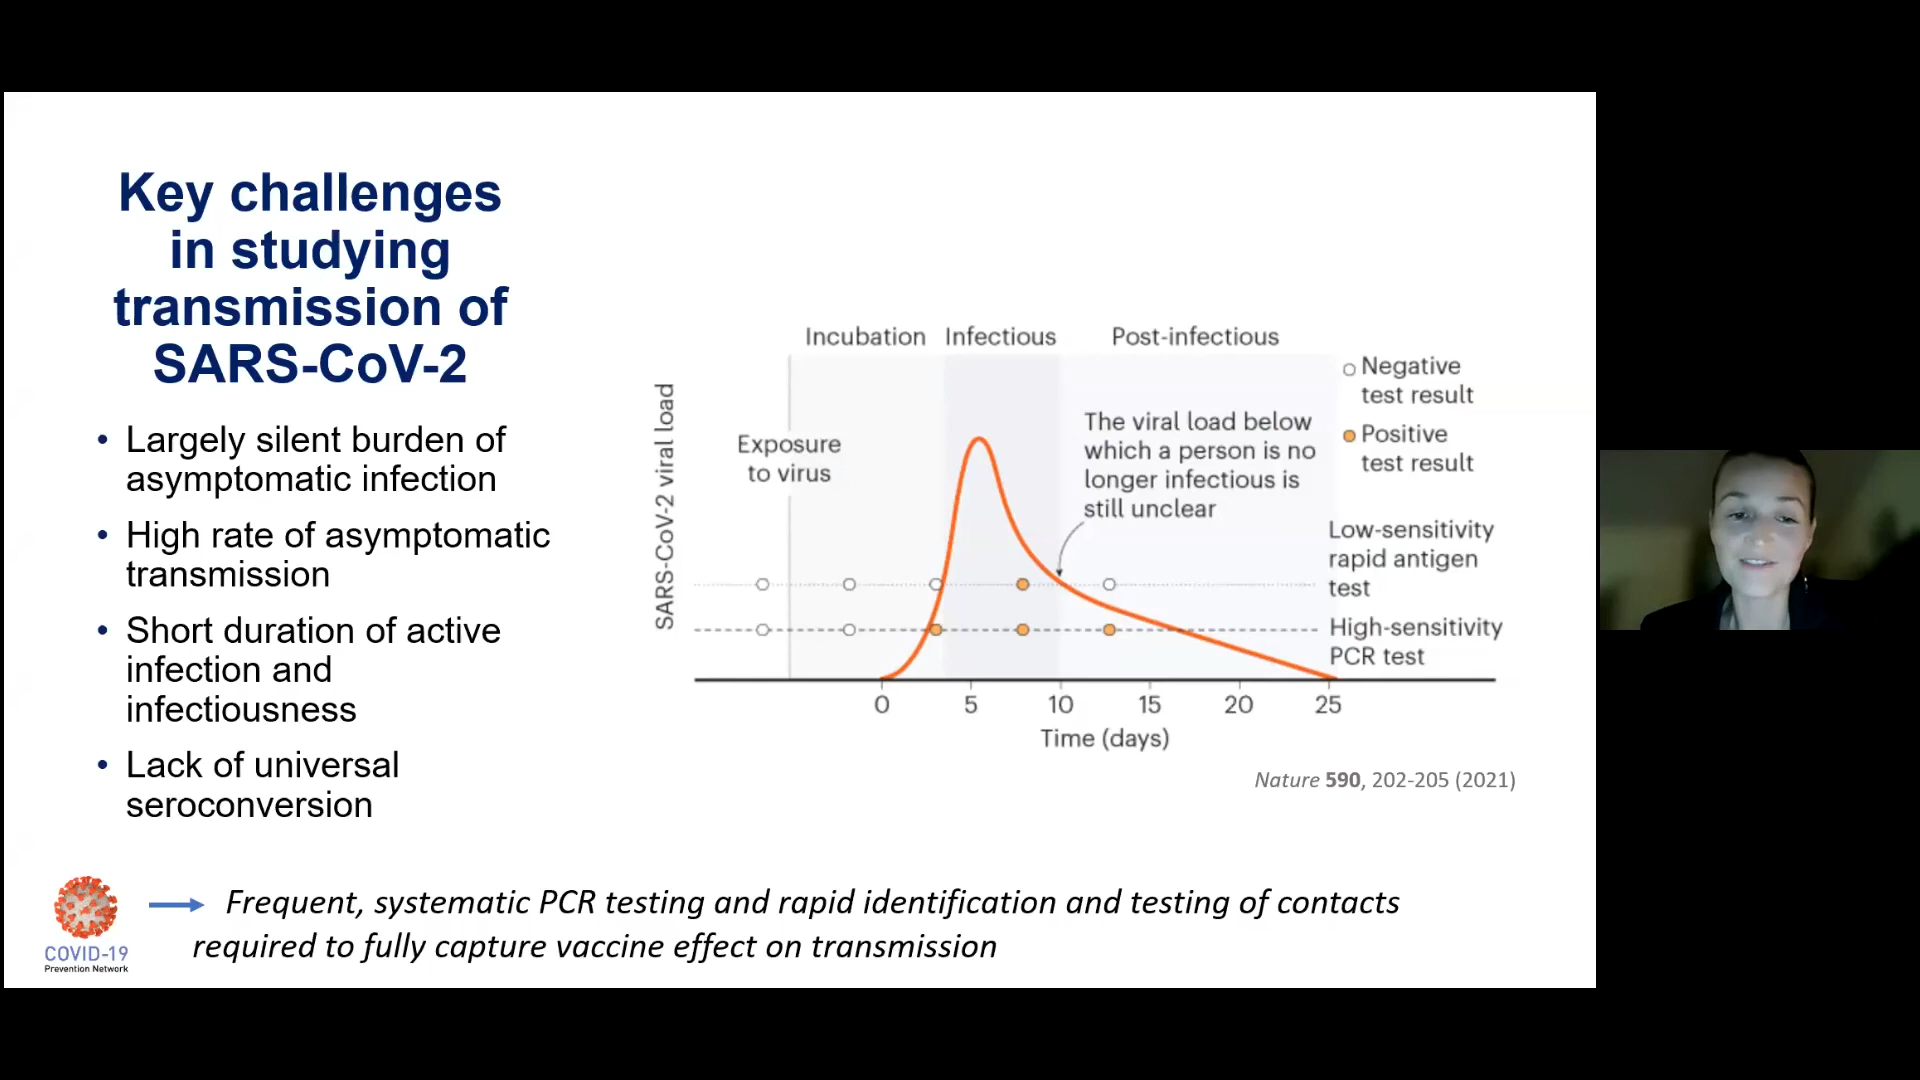 Key challenges
in studying
transmission of
SARS-CoV-2
• Largely silent burden of
asymptomatic infection
• High rate of asymptomatic
transmission
• Short duration of active
infection and
infectiousness
• Lack of universal
seroconversion
Incubation
Infectious
Post-infectious
SARS-CoV-2 viral load
Exposure
to virus
The viral load below
which a person is no
longer infectious is
still unclear
Negative
test result
Positive
test result
Low-sensitivity
rapid antigen
test
High-sensitivity
PCR test
0 5 10 15 20 25
Time (days)
Nature 590, 202-205 (2021)
COVID-19
Prevention Network
Frequent, systematic PCR testing and rapid identification and testing of contacts
required to fully capture vaccine effect on transmission